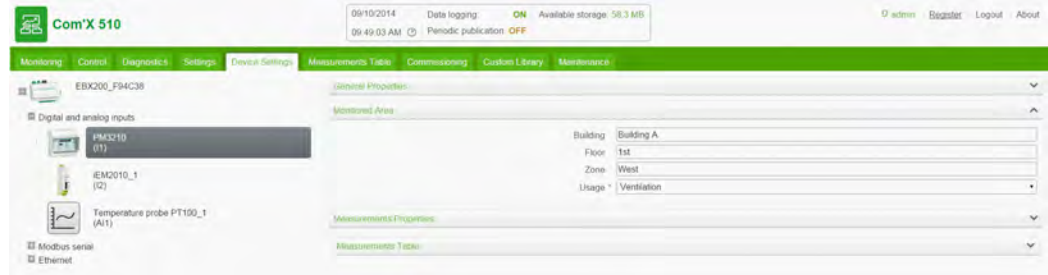 Com'X 510
09/10/2014 Data logging: ON Available storage: 58.3 MB
09:49:03 AM Periodic publication: OFF
admin Register Logout About
Monitoring Control Diagnostics Settings Device Settings Measurements Table Commissioning Custom Library Maintenance
EBX200_F94C38
Digital and analog inputs
PM3210
(I1)
iEM2010_1
(I2)
Temperature probe PT100_1
(AI1)
Modbus serial
Ethernet
General Properties
Monitored Area
Building Building A
Floor 1st
Zone West
Usage * Ventilation
Measurements Properties
Measurements Table